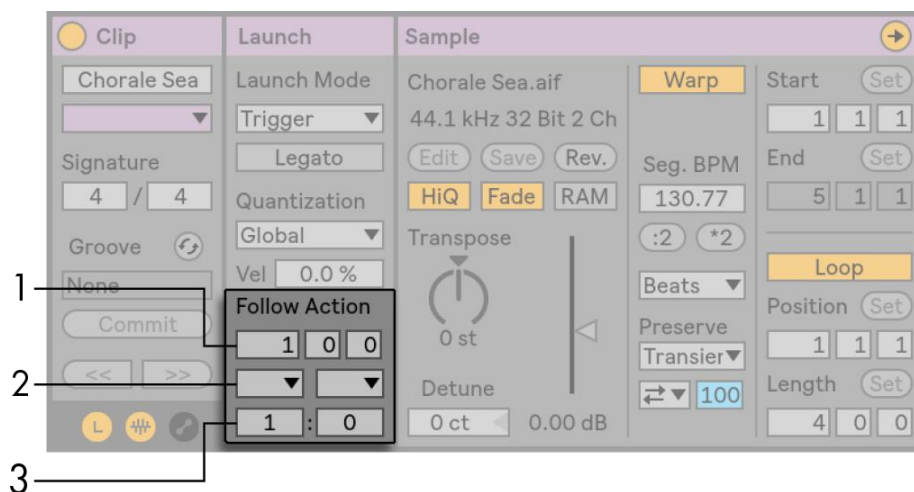 Clip
Chorale Sea
Signature
4 / 4
Groove
None
Commit
<< >>
L
Launch
Launch Mode
Trigger
Legato
Quantization
Global
Vel 0.0 %
Follow Action
1 0 0
1 : 0
Sample
Chorale Sea.aif
44.1 kHz 32 Bit 2 Ch
Edit Save Rev.
HiQ Fade RAM
Transpose
0 st
Detune
0 ct 0.00 dB
Warp
Seg. BPM
130.77
:2 *2
Beats
Preserve
Transier
100
Start Set
1 1 1
End Set
5 1 1
Loop
Position Set
1 1 1
Length Set
4 0 0
1
2
3